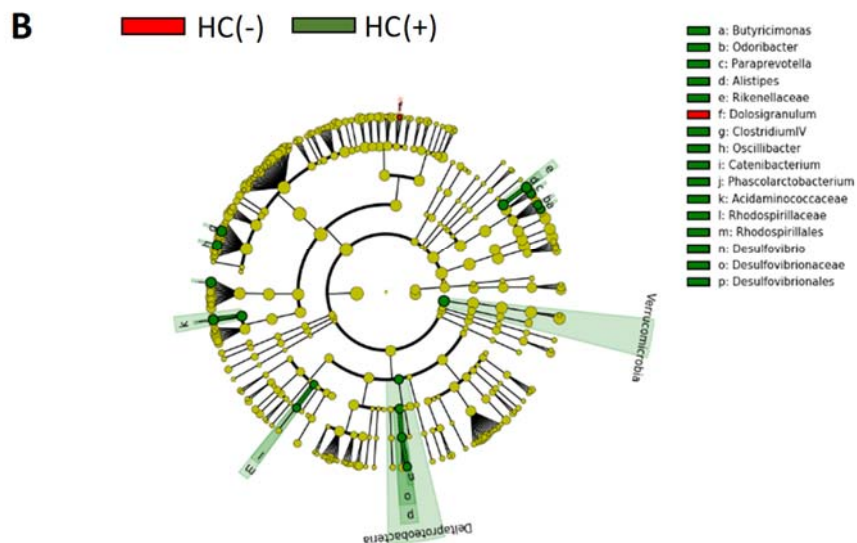 B
HC(-)
HC(+)
a: Butyricimonas
b: Odoribacter
c: Paraprevotella
d: Alistipes
e: Rikenellaceae
f: Dolosigranulum
g: ClostridiumIV
h: Oscillibacter
i: Catenibacterium
j: Phascolarctobacterium
k: Acidaminococcaceae
l: Rhodospirillaceae
m: Rhodospirillales
n: Desulfovibrio
o: Desulfovibrionaceae
p: Desulfovibrionales
f
e
d
c
b
a
k
m
l
n
o
p
Verrucomicrobia
Deltaproteobacteria